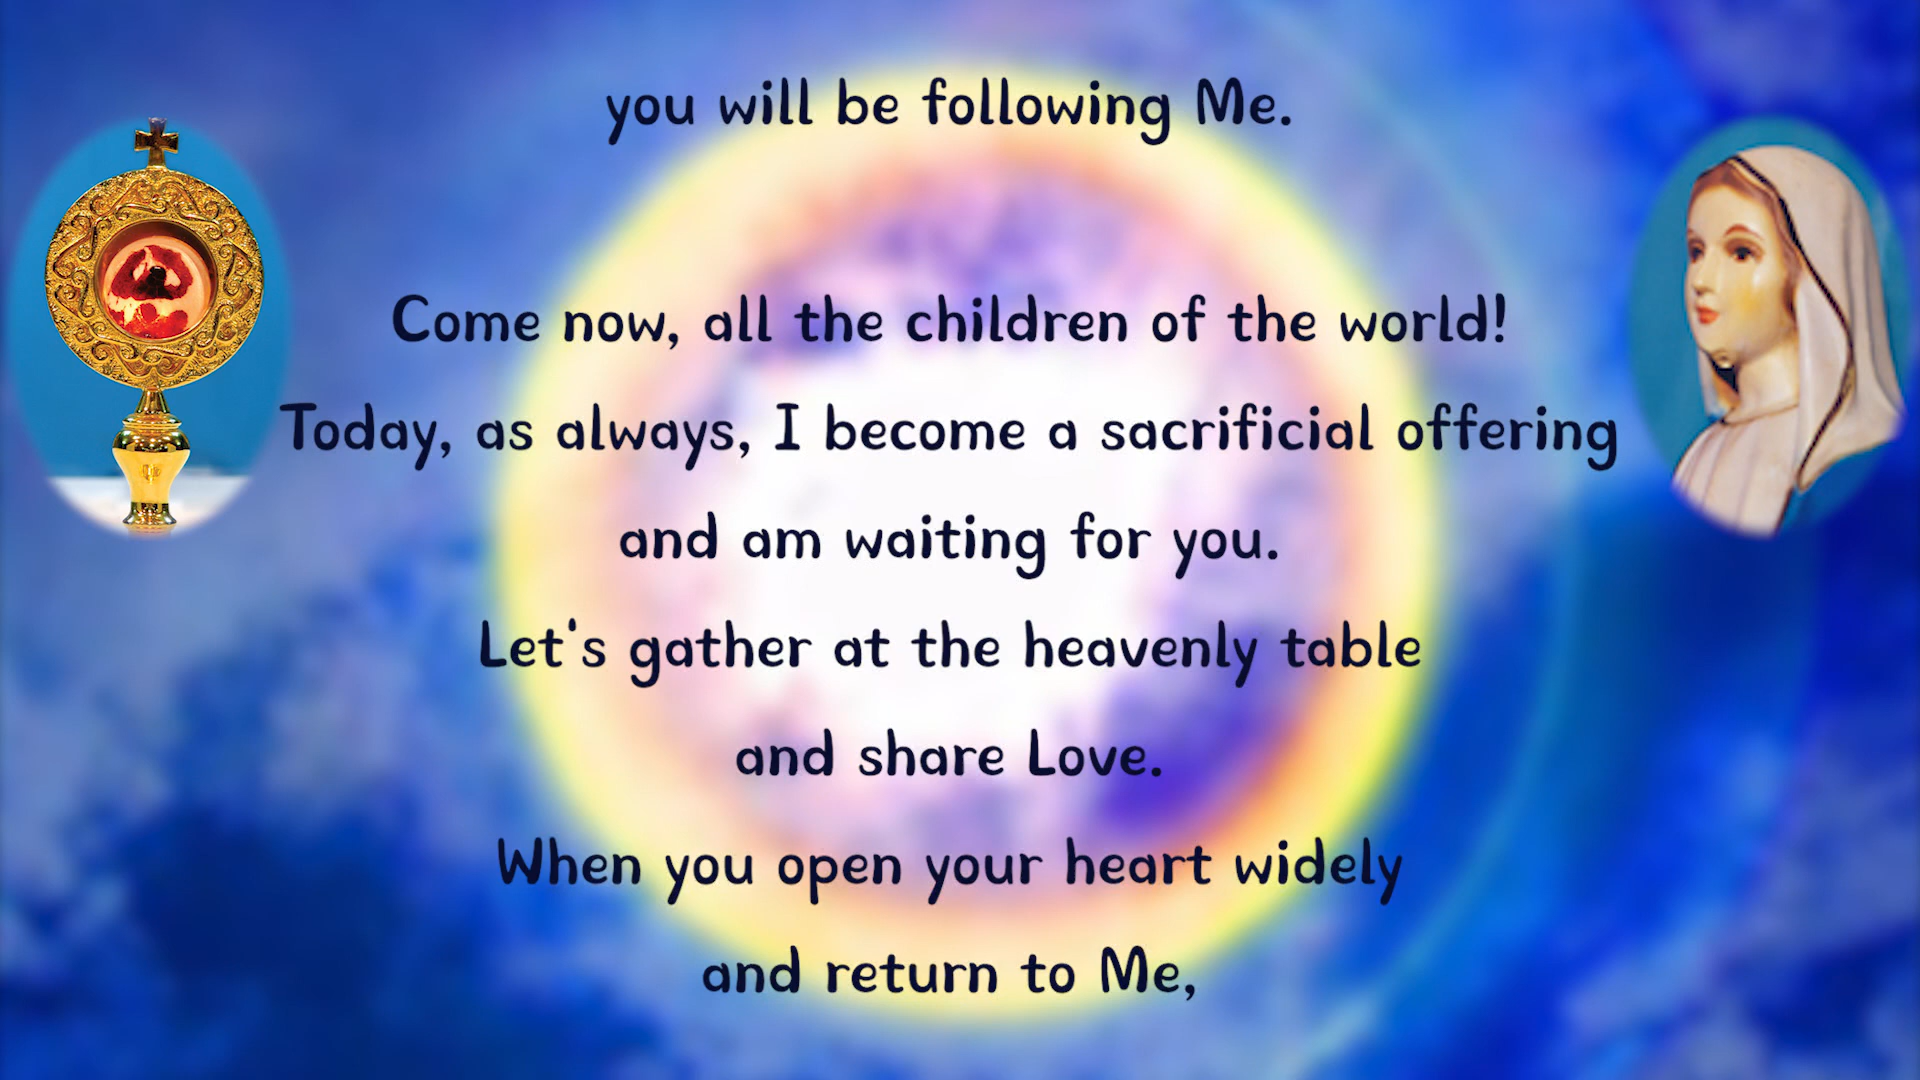 you will be following Me.
Come now, all the children of the world!
Today, as always, I become a sacrificial offering
and am waiting for you.
Let's gather at the heavenly table
and share Love.
When you open your heart widely
and return to Me,